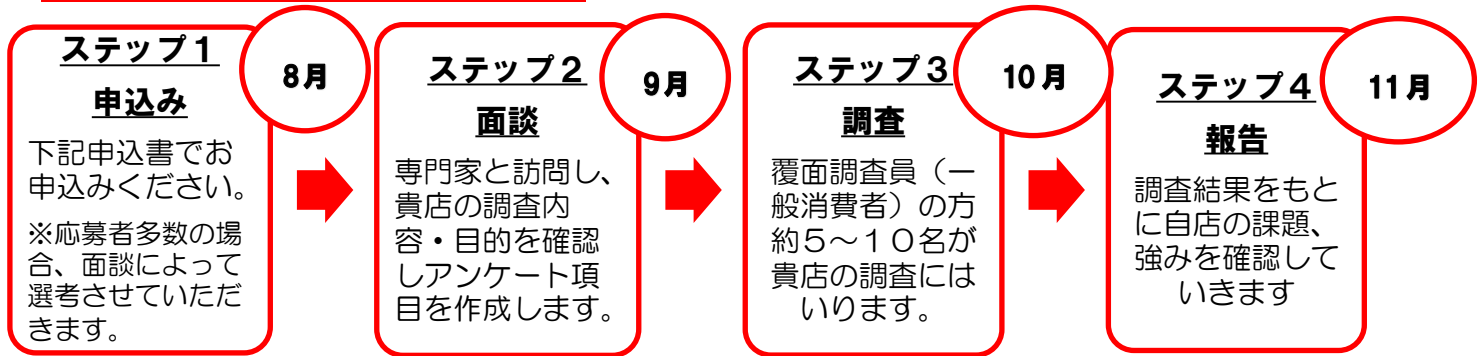 ステップ１
8月
申込み
下記申込書でお
申込みください。
※応募者多数の場
合、面談によって
選考させていただ
きます。
ステップ２
9月
面談
専門家と訪問し、
貴店の調査内
容・目的を確認
しアンケート項
目を作成します。
ステップ３
10月
調査
覆面調査員（一
般消費者）の方
約５～１０名が
貴店の調査には
いります。
ステップ４
11月
報告
調査結果をもと
に自店の課題、
強みを確認して
いきます